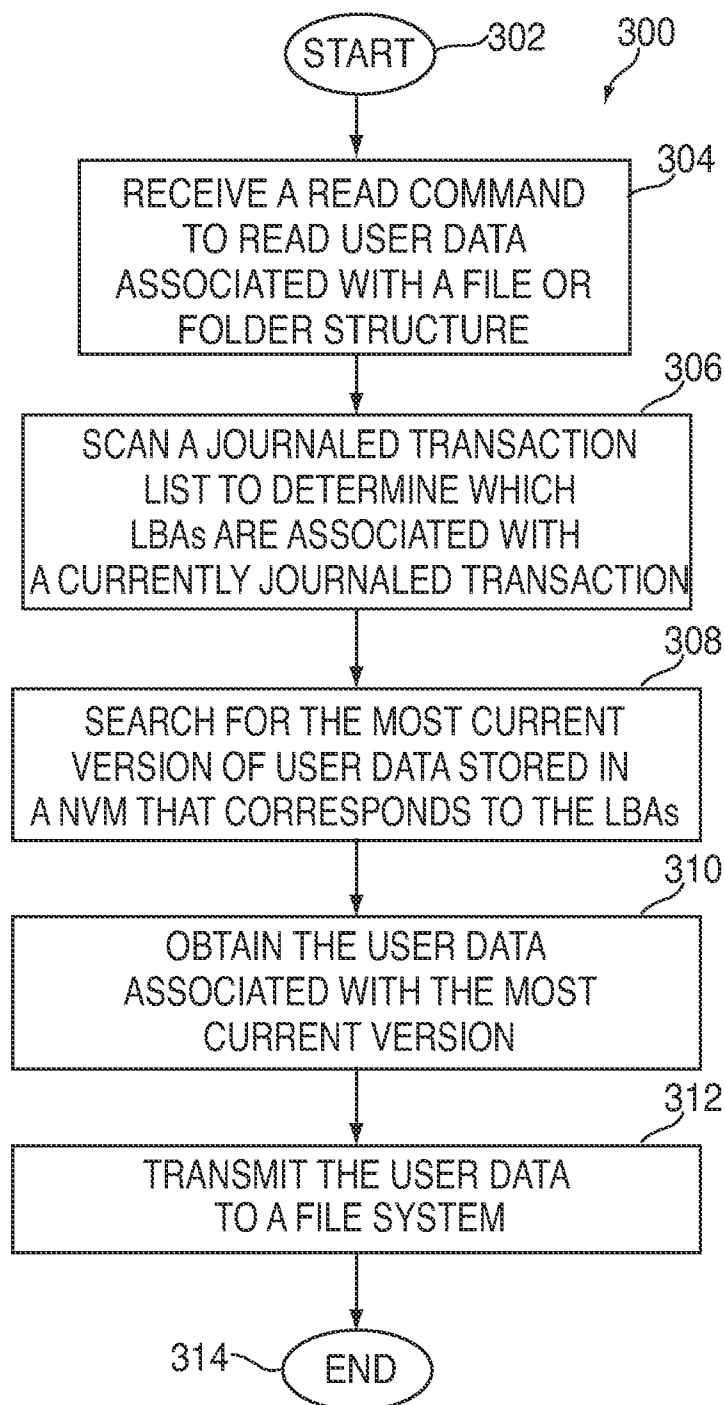 START
302
300
304
RECEIVE A READ COMMAND
TO READ USER DATA
ASSOCIATED WITH A FILE OR
FOLDER STRUCTURE
306
SCAN A JOURNALED TRANSACTION
LIST TO DETERMINE WHICH
LBAs ARE ASSOCIATED WITH
A CURRENTLY JOURNALED TRANSACTION
308
SEARCH FOR THE MOST CURRENT
VERSION OF USER DATA STORED IN
A NVM THAT CORRESPONDS TO THE LBAs
310
OBTAIN THE USER DATA
ASSOCIATED WITH THE MOST
CURRENT VERSION
312
TRANSMIT THE USER DATA
TO A FILE SYSTEM
314
END